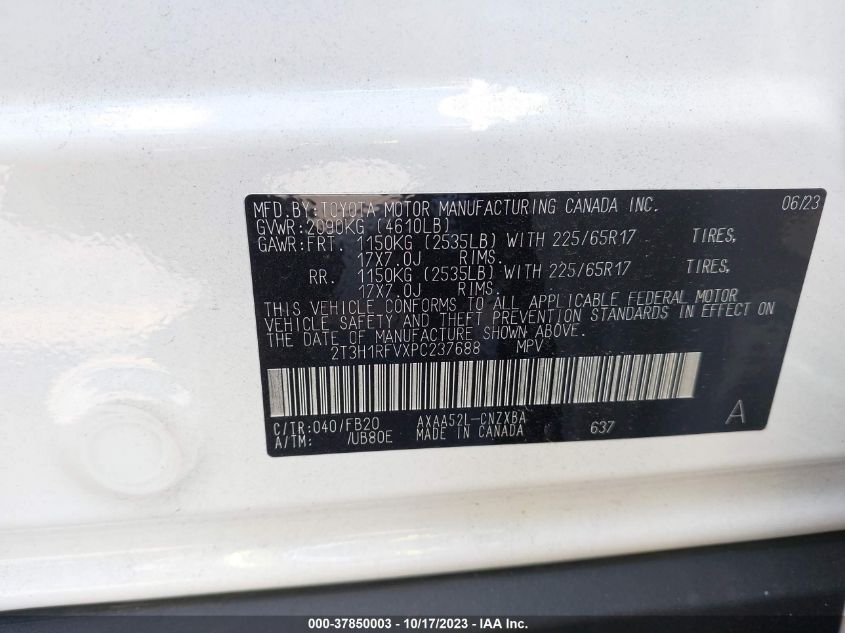 MFD.BY:TOYOTA MOTOR MANUFACTURING CANADA INC. 06/23
GVWR:2090KG (4610LB)
GAWR:FRT. 1150KG (2535LB) WITH 225/65R17 TIRES,
17X7.0J RIMS.
RR. 1150KG (2535LB) WITH 225/65R17 TIRES,
17X7.0J RIMS.
THIS VEHICLE CONFORMS TO ALL APPLICABLE FEDERAL MOTOR
VEHICLE SAFETY AND THEFT PREVENTION STANDARDS IN EFFECT ON
THE DATE OF MANUFACTURE SHOWN ABOVE.
2T3H1RFVXPC237688 MPV
C/TR:040/FB20 AXAA52L-CNZXBA A
A/TM: /UB80E MADE IN CANADA 637
000-37850003 - 10/17/2023 - IAA Inc.